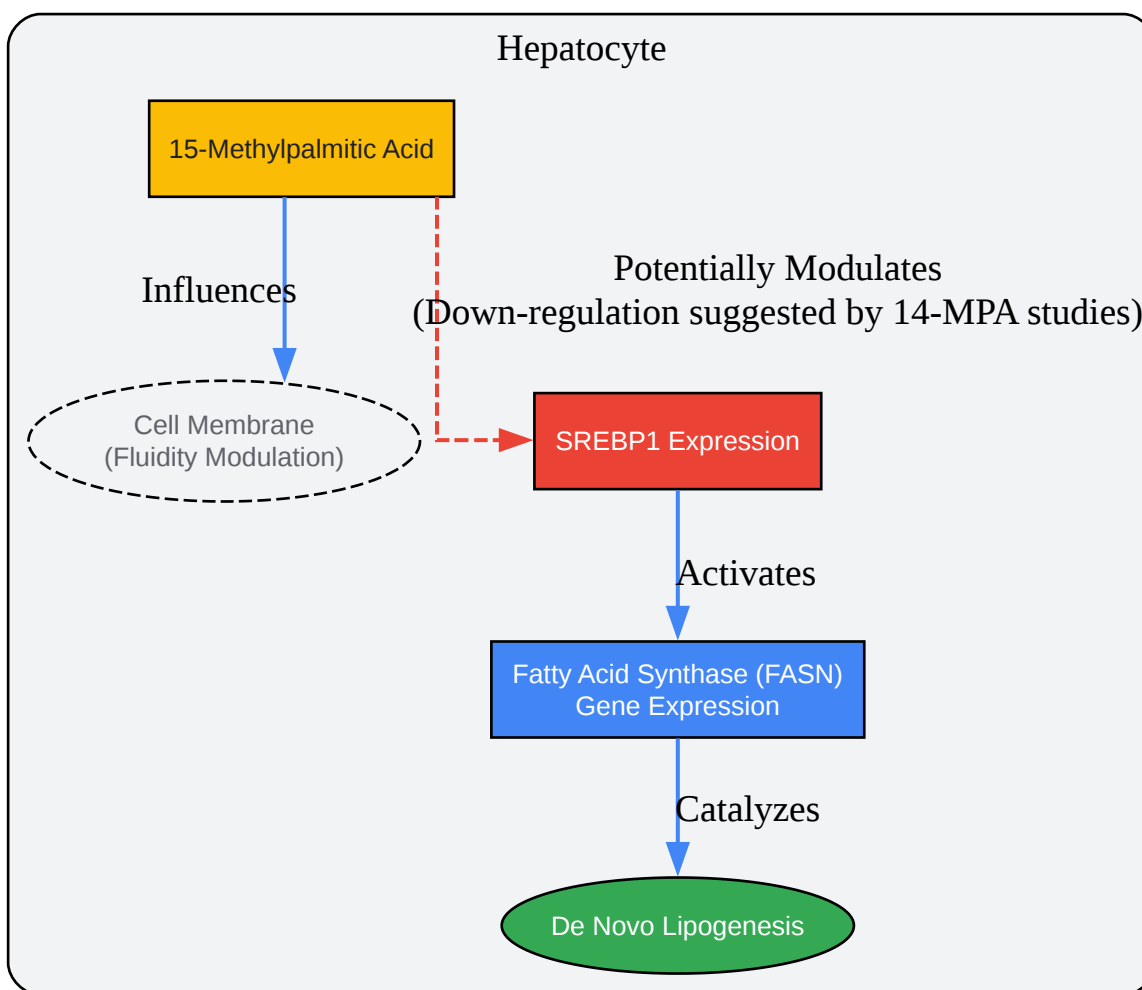 Hepatocyte
15-Methylpalmitic Acid
Influences
Potentially Modulates
(Down-regulation suggested by 14-MPA studies)
Cell Membrane
(Fluidity Modulation)
SREBP1 Expression
Activates
Fatty Acid Synthase (FASN)
Gene Expression
Catalyzes
De Novo Lipogenesis